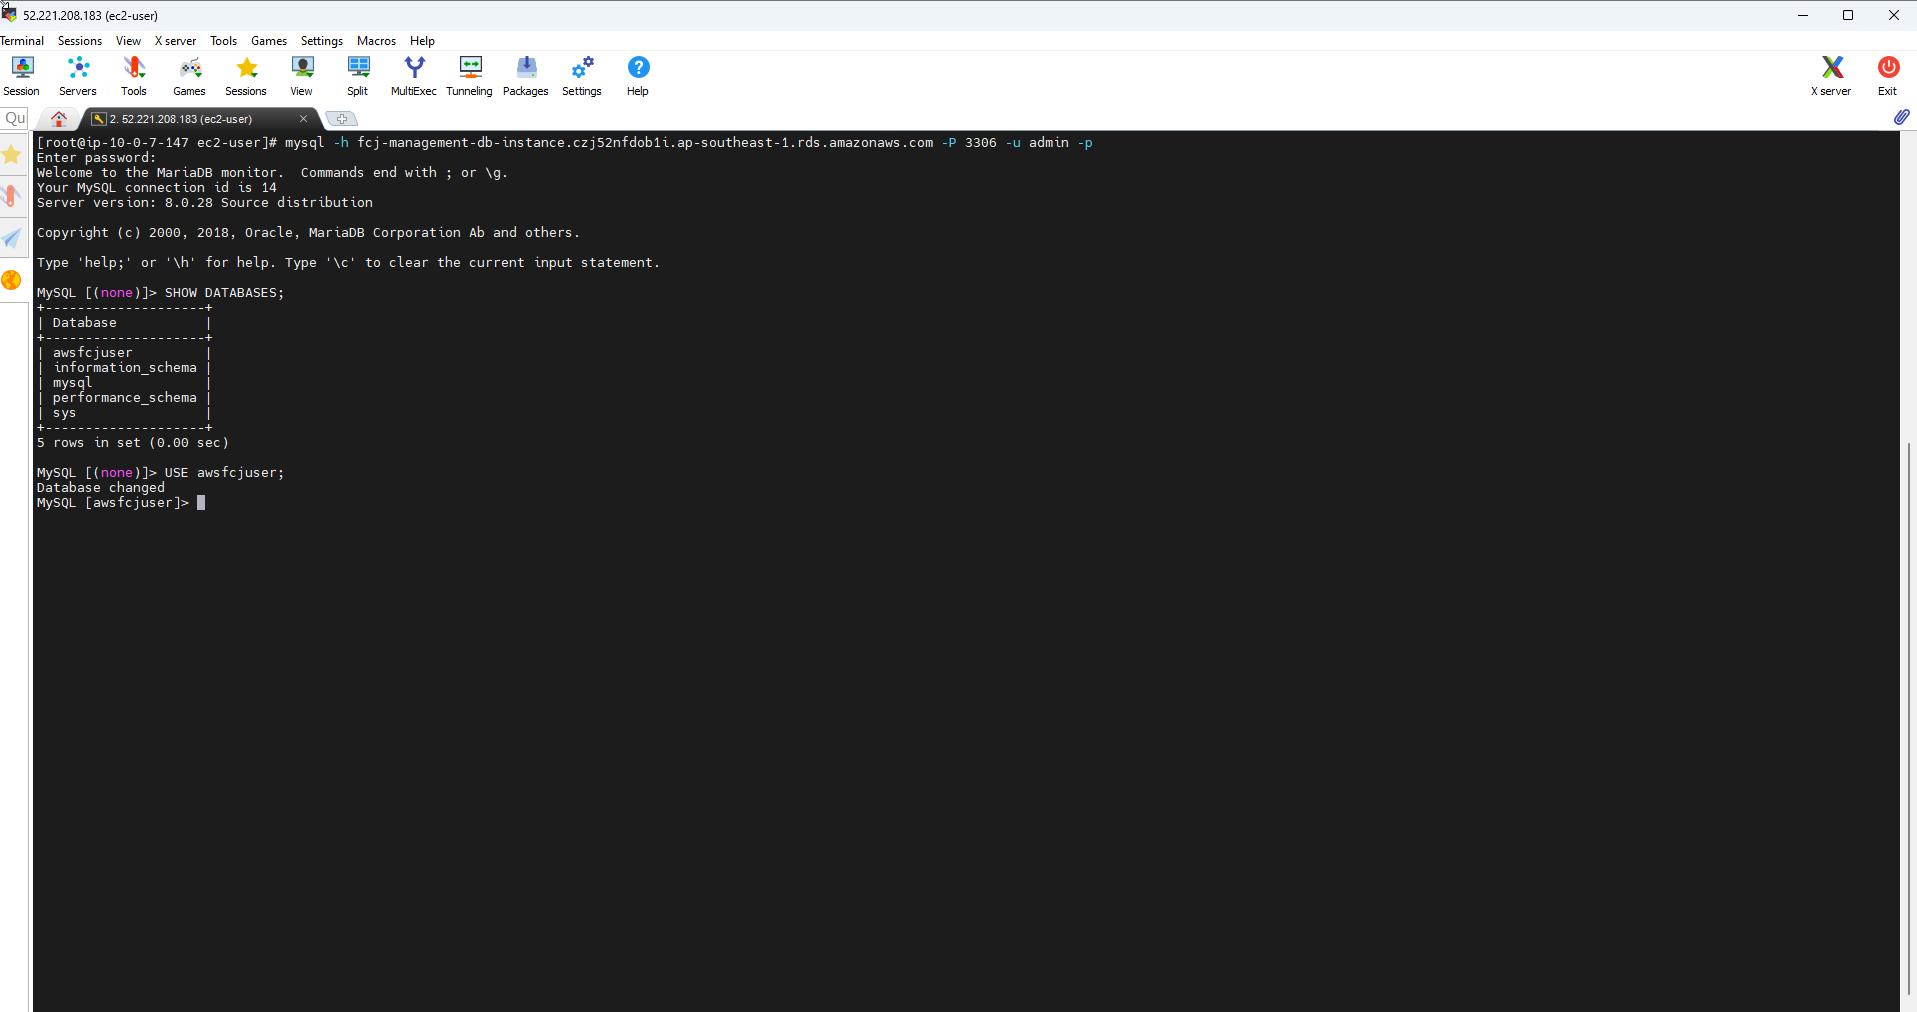 52.221.208.183 (ec2-user)
Terminal Sessions View X server Tools Games Settings Macros Help
Session Servers Tools Games Sessions View Split MultiExec Tunneling Packages Settings Help X server Exit
Qu
2. 52.221.208.183 (ec2-user)
[root@ip-10-0-7-147 ec2-user]# mysql -h fcj-management-db-instance.czj52nfdob1i.ap-southeast-1.rds.amazonaws.com -P 3306 -u admin -p
Enter password:
Welcome to the MariaDB monitor.  Commands end with ; or \g.
Your MySQL connection id is 14
Server version: 8.0.28 Source distribution
Copyright (c) 2000, 2018, Oracle, MariaDB Corporation Ab and others.
Type 'help;' or '\h' for help. Type '\c' to clear the current input statement.
MySQL [(none)]> SHOW DATABASES;
+--------------------+
| Database           |
+--------------------+
| awsfcjuser         |
| information_schema |
| mysql              |
| performance_schema |
| sys                |
+--------------------+
5 rows in set (0.00 sec)
MySQL [(none)]> USE awsfcjuser;
Database changed
MySQL [awsfcjuser]>